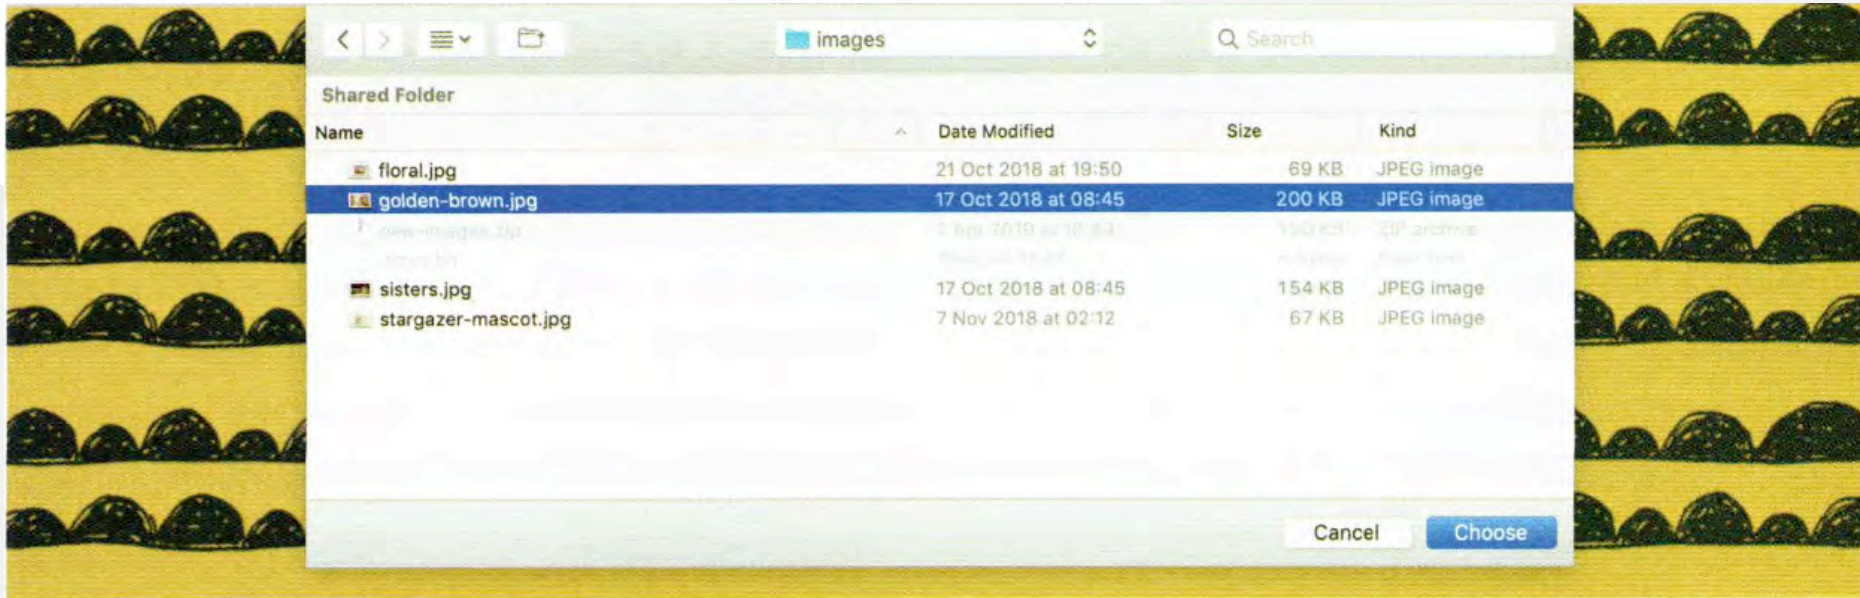 images
Search
Shared Folder
Name Date Modified Size Kind
floral.jpg 21 Oct 2018 at 19:50 69 KB JPEG image
golden-brown.jpg 17 Oct 2018 at 08:45 200 KB JPEG image
new-images.zip
sisters.jpg 17 Oct 2018 at 08:45 154 KB JPEG image
stargazer-mascot.jpg 7 Nov 2018 at 02:12 67 KB JPEG image
Cancel Choose